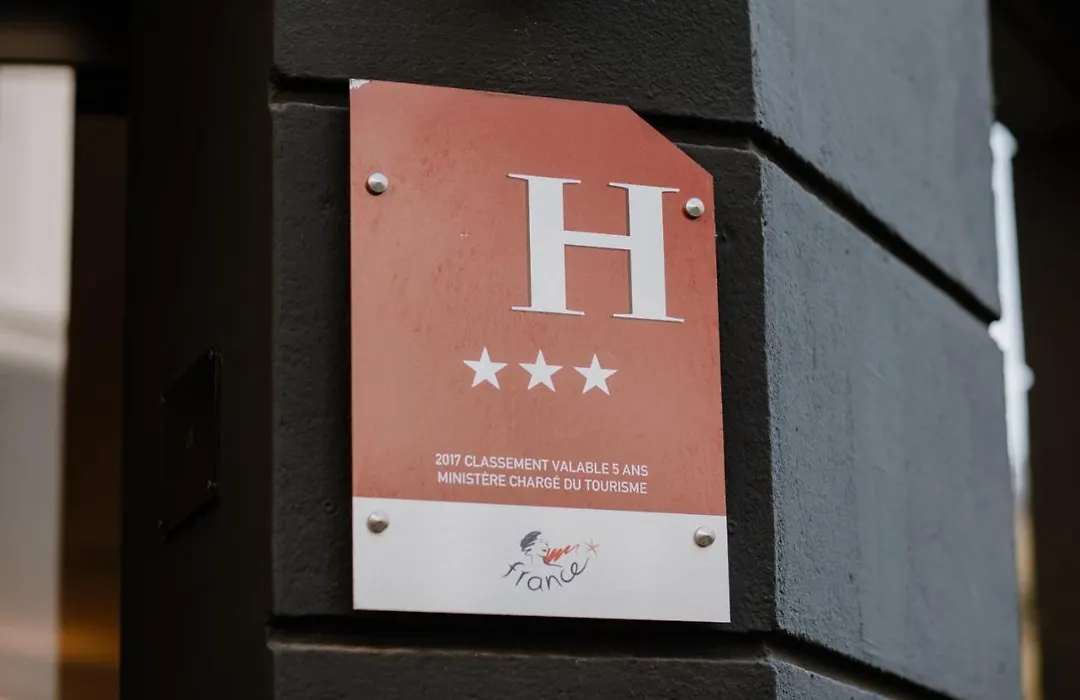 H
2017 CLASSEMENT VALABLE 5 ANS
MINISTÈRE CHARGÉ DU TOURISME
france